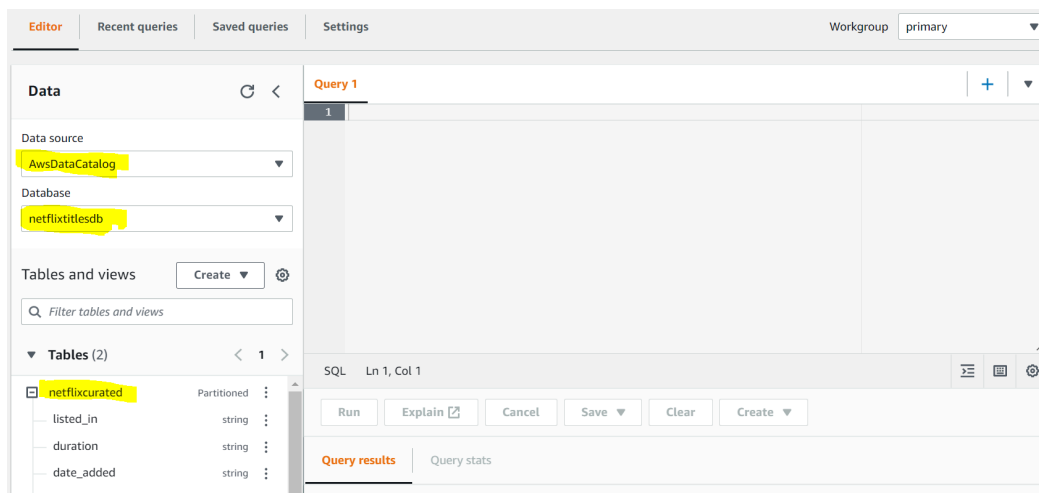 Editor Recent queries Saved queries Settings Workgroup primary
Data
Data source
AwsDataCatalog
Database
netflixtitlesdb
Tables and views Create
Filter tables and views
Tables (2) 1
netflixcurated Partitioned
listed_in string
duration string
date_added string
Query 1
1
SQL Ln 1, Col 1
Run Explain Cancel Save Clear Create
Query results Query stats